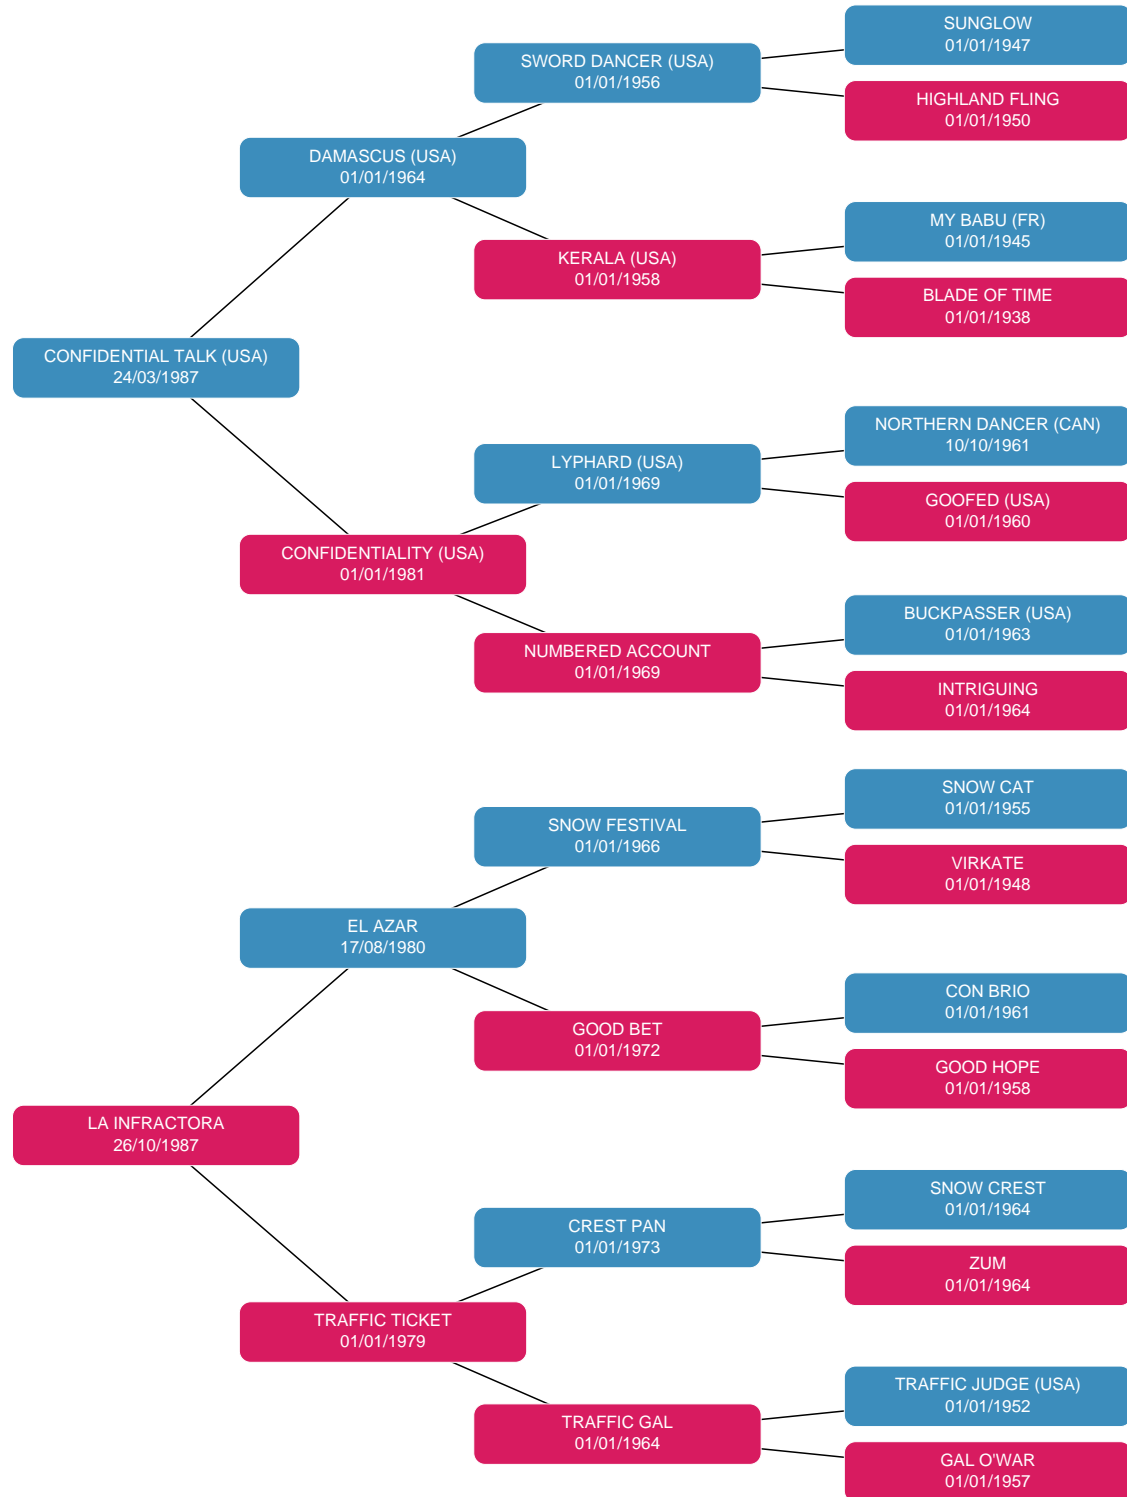 SUNGLOW
01/01/1947
SWORD DANCER (USA)
01/01/1956
HIGHLAND FLING
01/01/1950
DAMASCUS (USA)
01/01/1964
MY BABU (FR)
01/01/1945
KERALA (USA)
01/01/1958
BLADE OF TIME
01/01/1938
CONFIDENTIAL TALK (USA)
24/03/1987
NORTHERN DANCER (CAN)
10/10/1961
LYPHARD (USA)
01/01/1969
GOOFED (USA)
01/01/1960
CONFIDENTIALITY (USA)
01/01/1981
BUCKPASSER (USA)
01/01/1963
NUMBERED ACCOUNT
01/01/1969
INTRIGUING
01/01/1964
SNOW CAT
01/01/1955
SNOW FESTIVAL
01/01/1966
VIRKATE
01/01/1948
EL AZAR
17/08/1980
CON BRIO
01/01/1961
GOOD BET
01/01/1972
GOOD HOPE
01/01/1958
LA INFRACTORA
26/10/1987
SNOW CREST
01/01/1964
CREST PAN
01/01/1973
ZUM
01/01/1964
TRAFFIC TICKET
01/01/1979
TRAFFIC JUDGE (USA)
01/01/1952
TRAFFIC GAL
01/01/1964
GAL O'WAR
01/01/1957